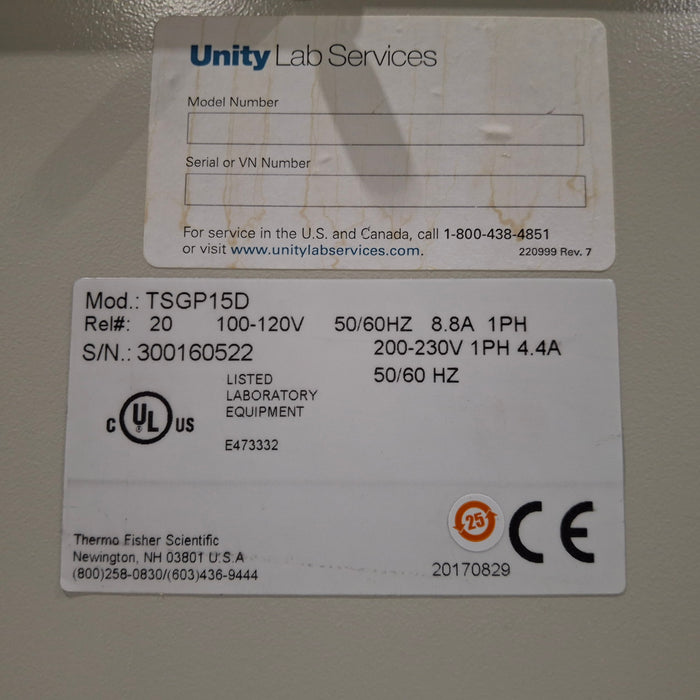 Unity Lab Services
Model Number
Serial or VN Number
For service in the U.S. and Canada, call 1-800-438-4851
or visit www.unitylabservices.com.
220999 Rev. 7
Mod.: TSGP15D
Rel#: 20 100-120V 50/60HZ 8.8A 1PH
S/N.: 300160522 200-230V 1PH 4.4A
50/60 HZ
LISTED
LABORATORY
EQUIPMENT
E473332
C UL US
®
25
CE
Thermo Fisher Scientific
Newington, NH 03801 U.S.A
(800)258-0830/(603)436-9444
20170829